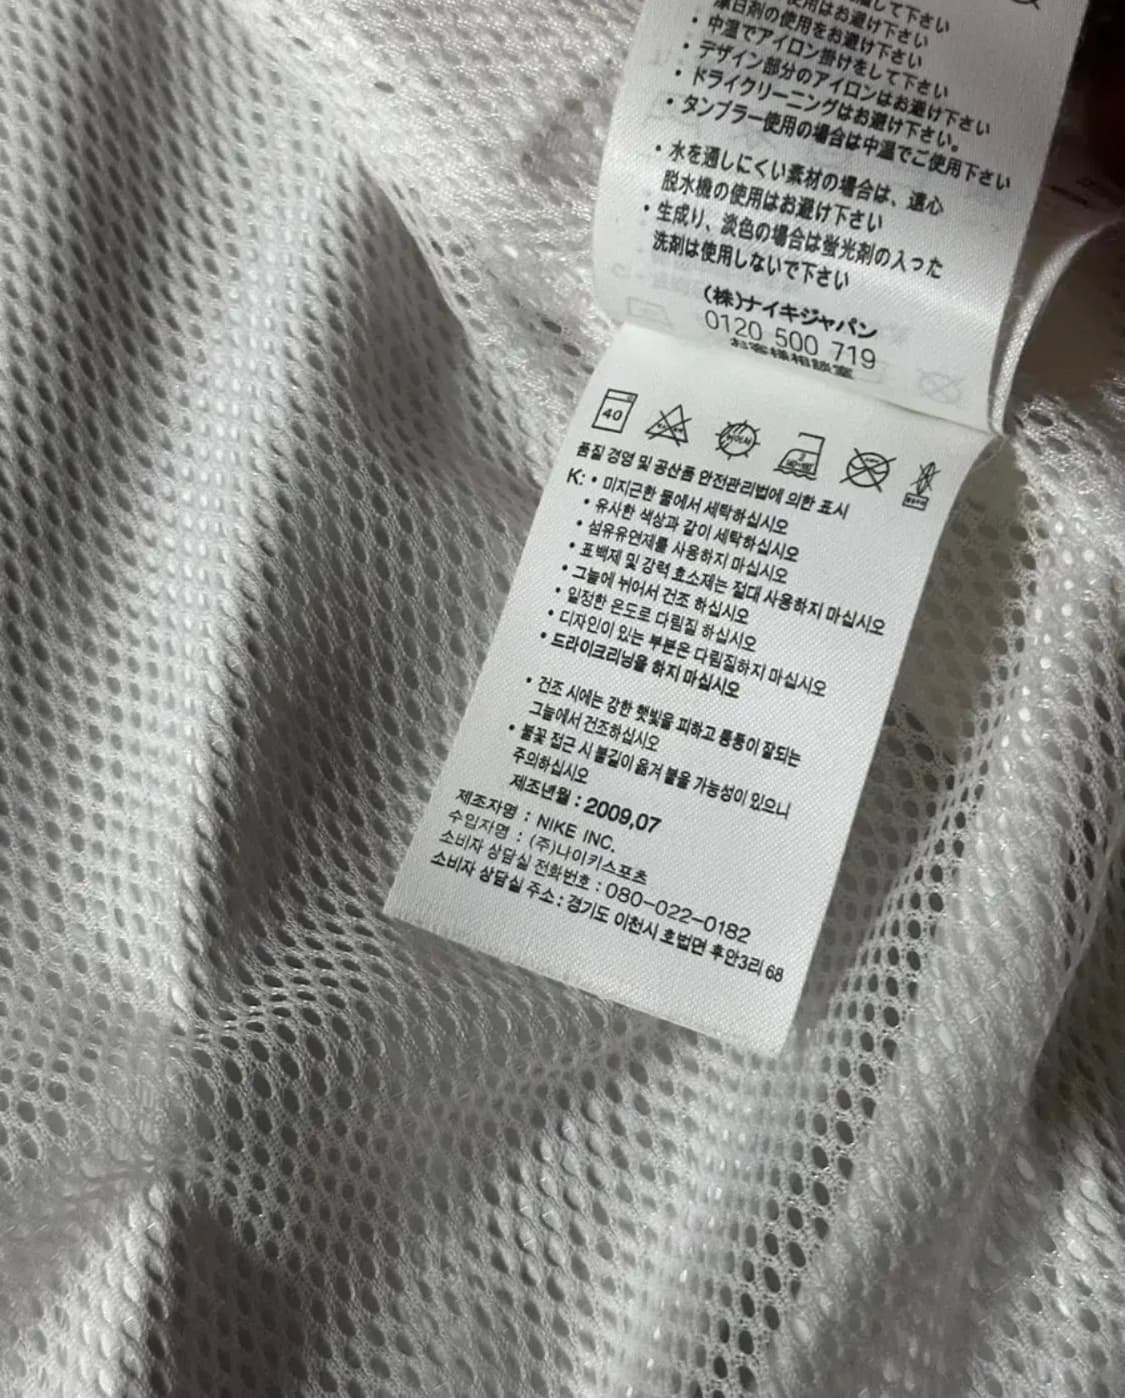 使用はお避け下さい
・中温でアイロン掛けをして下さい
・デザイン部分のアイロンはお避け下さい
・ドライクリーニングはお避け下さい。
・タンブラー使用の場合は中温でご使用下さい
・水を通しにくい素材の場合は、遠心
脱水機の使用はお避け下さい
・生成り、淡色の場合は蛍光剤の入った
洗剤は使用しないで下さい
(株)ナイキジャパン
0120 500 719
お客様相談室
40
품질 경영 및 공산품 안전관리법에 의한 표시
K: • 미지근한 물에서 세탁하십시오
• 유사한 색상과 같이 세탁하십시오
• 섬유유연제를 사용하지 마십시오
• 표백제 및 강력 효소제는 절대 사용하지 마십시오
• 그늘에 뉘어서 건조 하십시오
• 일정한 온도로 다림질 하십시오
• 디자인이 있는 부분은 다림질하지 마십시오
• 드라이크리닝을 하지 마십시오
• 건조 시에는 강한 햇빛을 피하고 통풍이 잘되는
그늘에서 건조하십시오
• 불꽃 접근 시 불길이 옮겨 붙을 가능성이 있으니
주의하십시오
제조년월 : 2009,07
제조자명 : NIKE INC.
수입자명 : (주)나이키스포츠
소비자 상담실 전화번호 : 080-022-0182
소비자 상담실 주소 : 경기도 이천시 호법면 후안3리 68